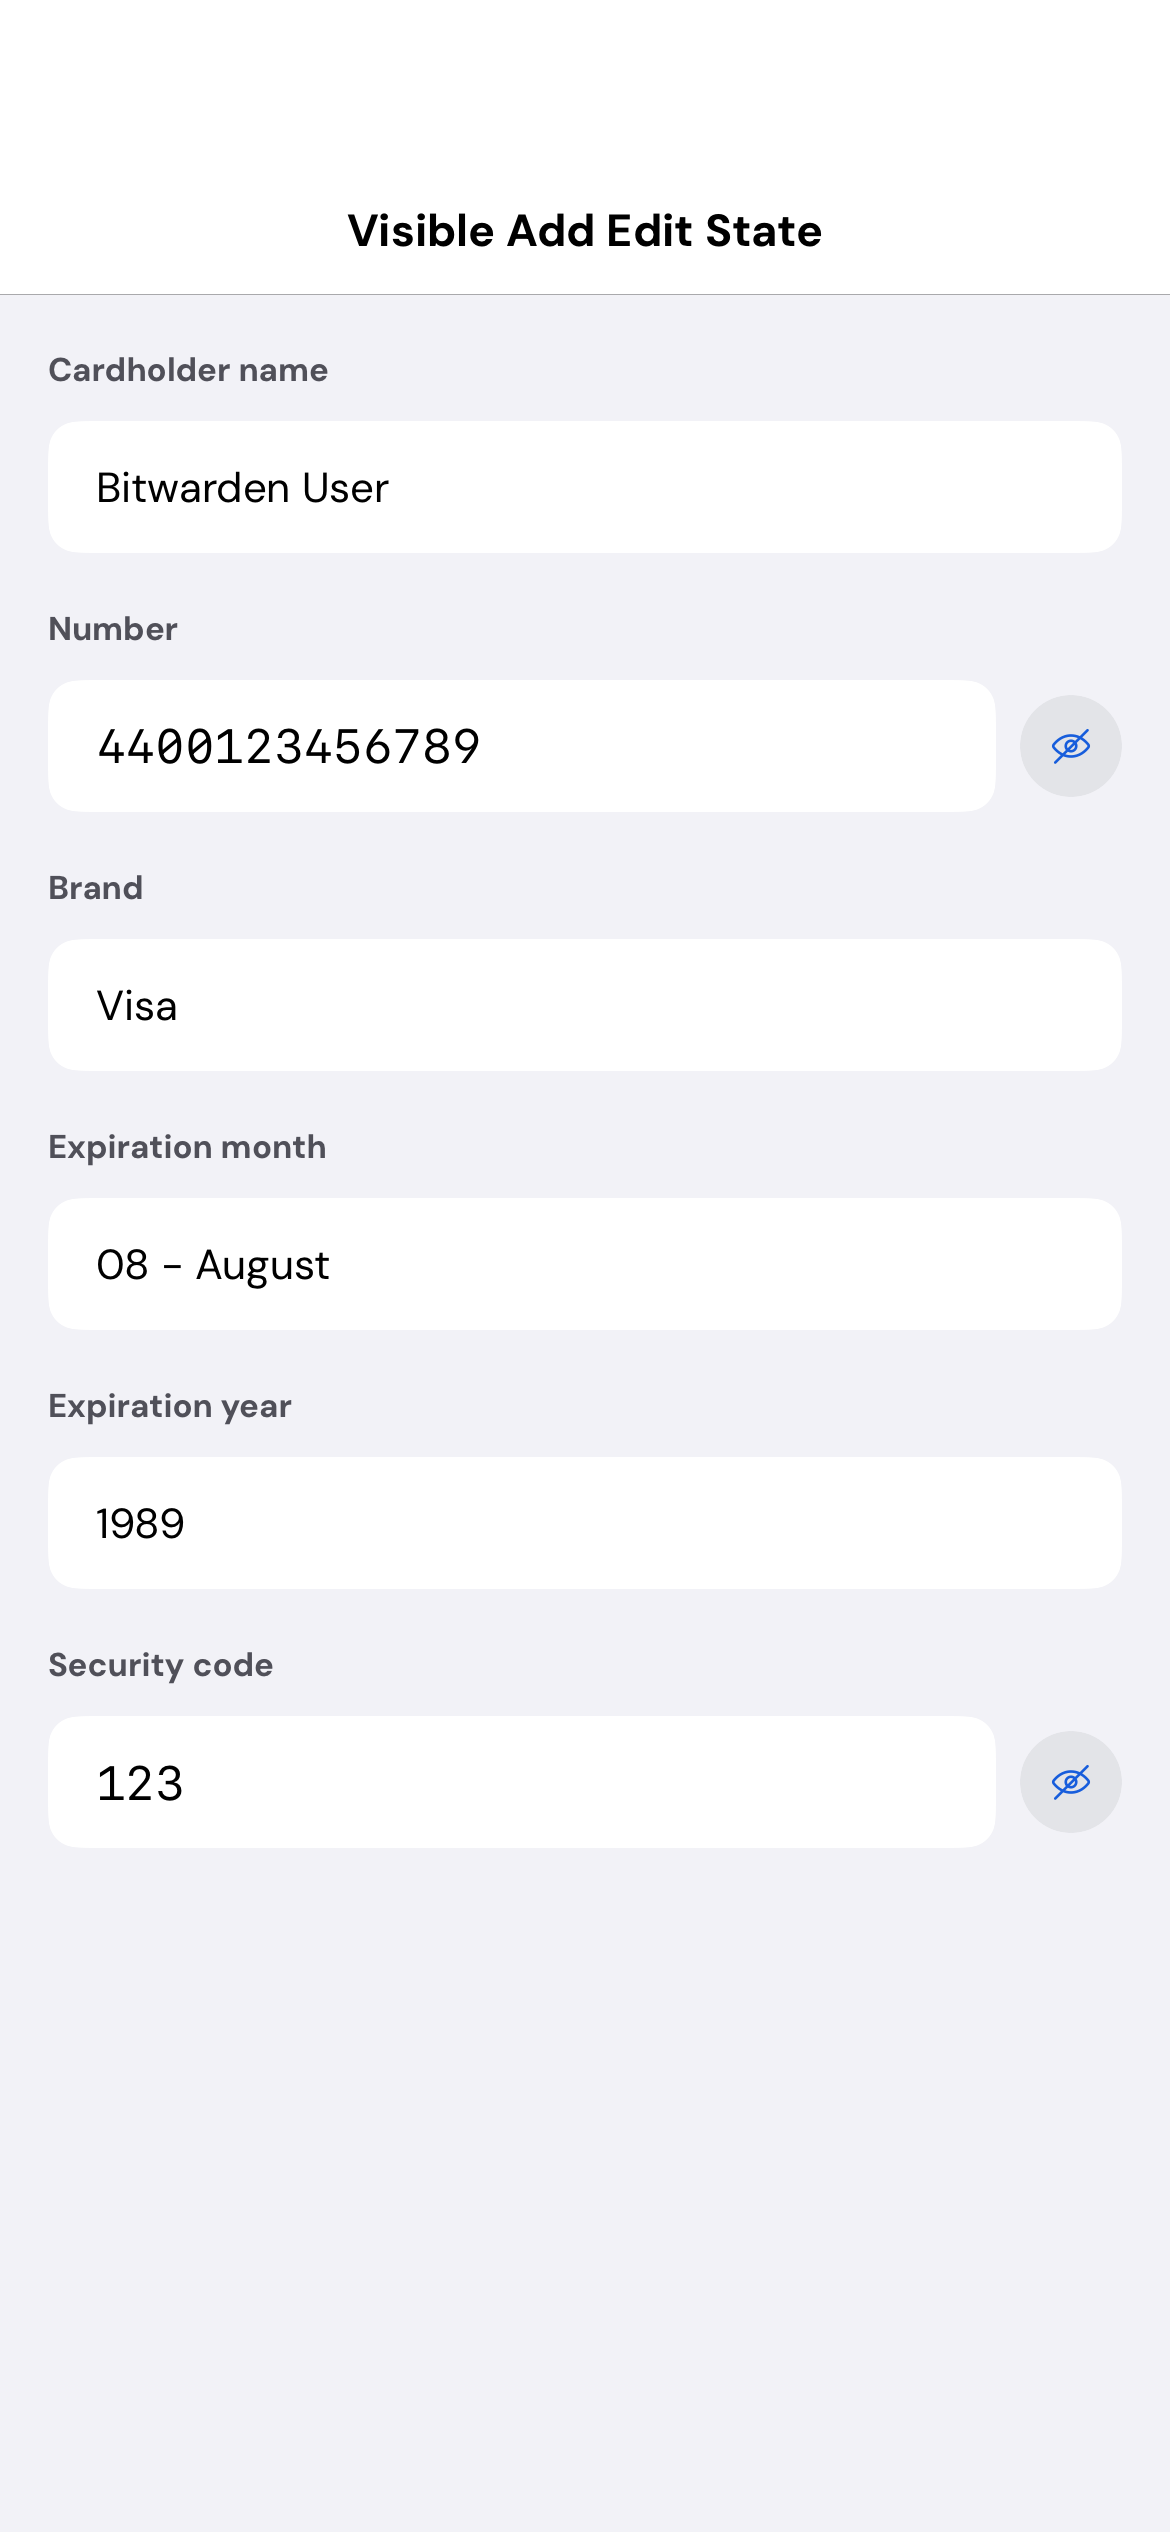 Visible Add Edit State
Cardholder name
Bitwarden User
Number
4400123456789
Brand
Visa
Expiration month
08 - August
Expiration year
1989
Security code
123